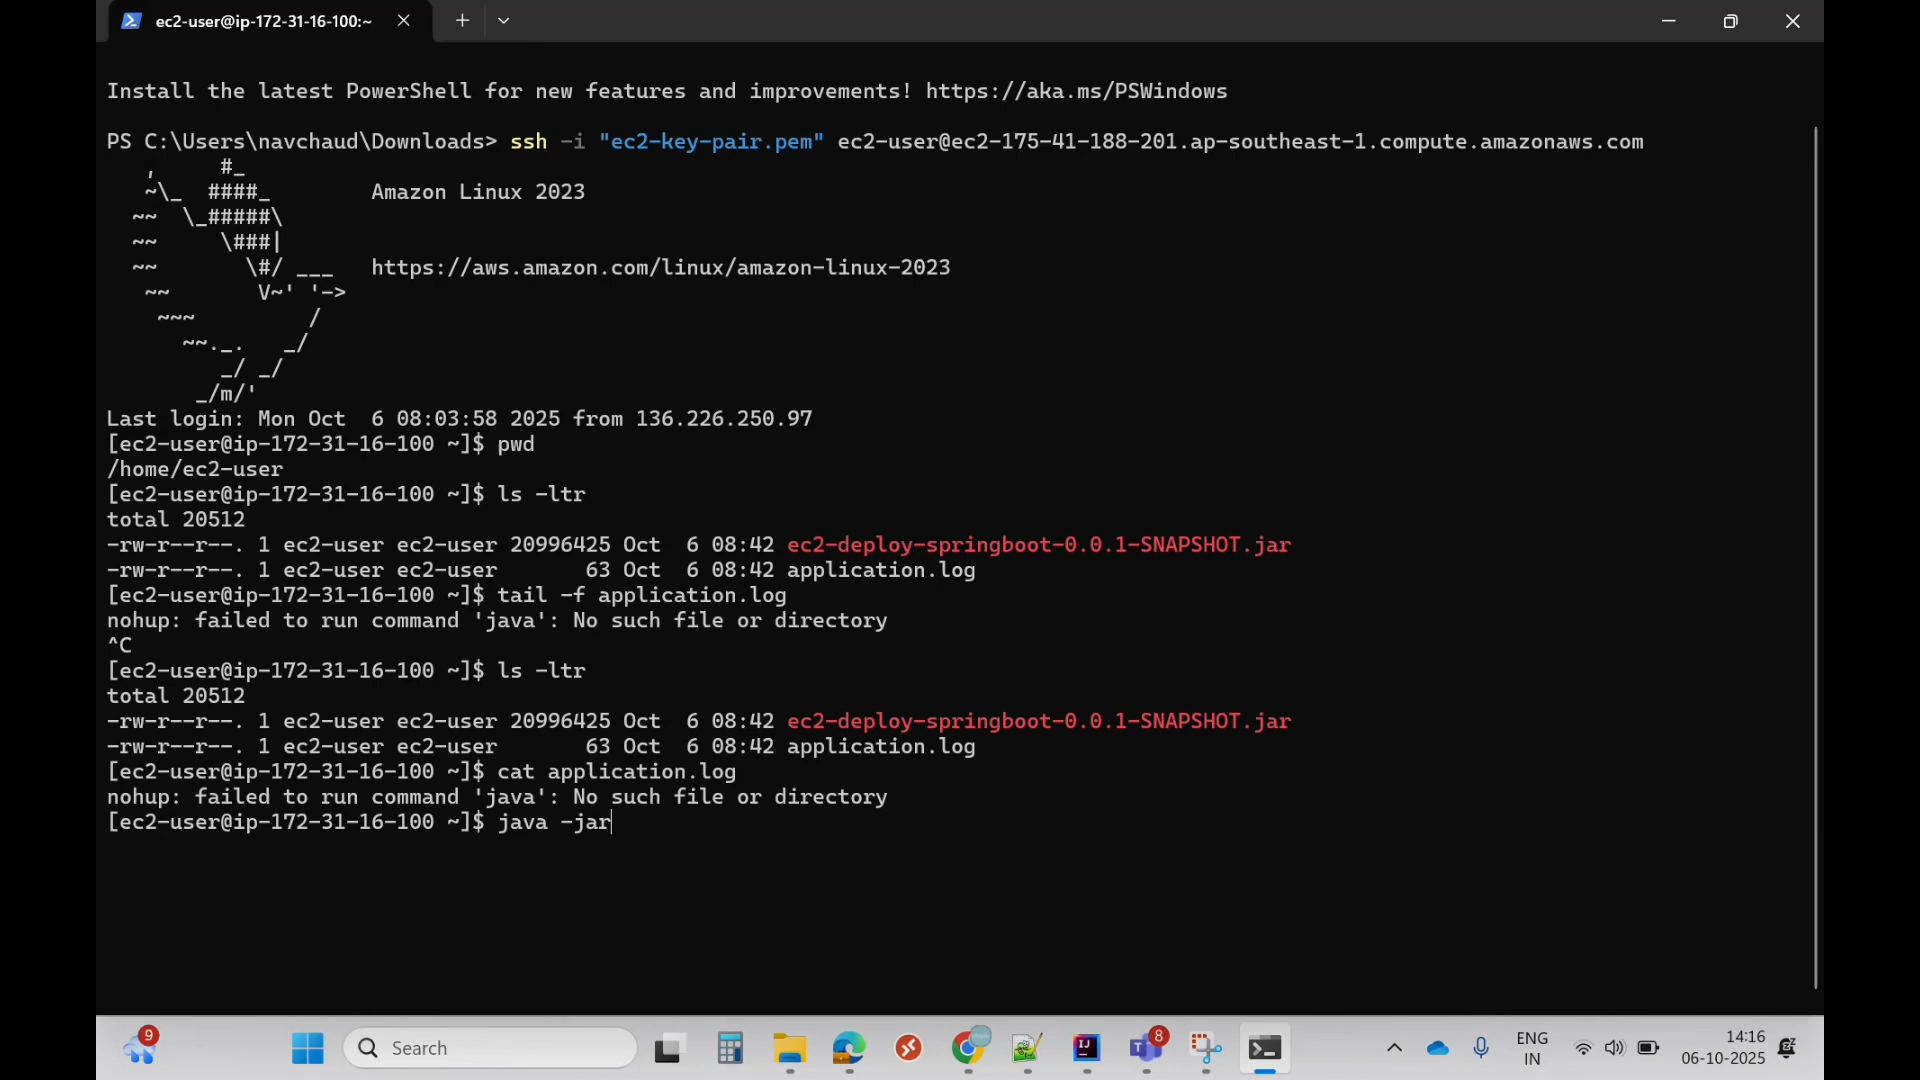 ec2-user@ip-172-31-16-100:~
Install the latest PowerShell for new features and improvements! https://aka.ms/PSWindows
PS C:\Users\navchaud\Downloads> ssh -i "ec2-key-pair.pem" ec2-user@ec2-175-41-188-201.ap-southeast-1.compute.amazonaws.com
   ,     #_
   ~\_  ####_        Amazon Linux 2023
  ~~  \_#####\
  ~~     \###|
  ~~       \#/ ___   https://aws.amazon.com/linux/amazon-linux-2023
   ~~       V~' '->
    ~~~         /
      ~~._.   _/
         _/ _/
       _/m/'
Last login: Mon Oct  6 08:03:58 2025 from 136.226.250.97
[ec2-user@ip-172-31-16-100 ~]$ pwd
/home/ec2-user
[ec2-user@ip-172-31-16-100 ~]$ ls -ltr
total 20512
-rw-r--r--. 1 ec2-user ec2-user 20996425 Oct  6 08:42 ec2-deploy-springboot-0.0.1-SNAPSHOT.jar
-rw-r--r--. 1 ec2-user ec2-user       63 Oct  6 08:42 application.log
[ec2-user@ip-172-31-16-100 ~]$ tail -f application.log
nohup: failed to run command 'java': No such file or directory
^C
[ec2-user@ip-172-31-16-100 ~]$ ls -ltr
total 20512
-rw-r--r--. 1 ec2-user ec2-user 20996425 Oct  6 08:42 ec2-deploy-springboot-0.0.1-SNAPSHOT.jar
-rw-r--r--. 1 ec2-user ec2-user       63 Oct  6 08:42 application.log
[ec2-user@ip-172-31-16-100 ~]$ cat application.log
nohup: failed to run command 'java': No such file or directory
[ec2-user@ip-172-31-16-100 ~]$ java -jar
9
Search
IJ
8
ENG
IN
14:16
06-10-2025